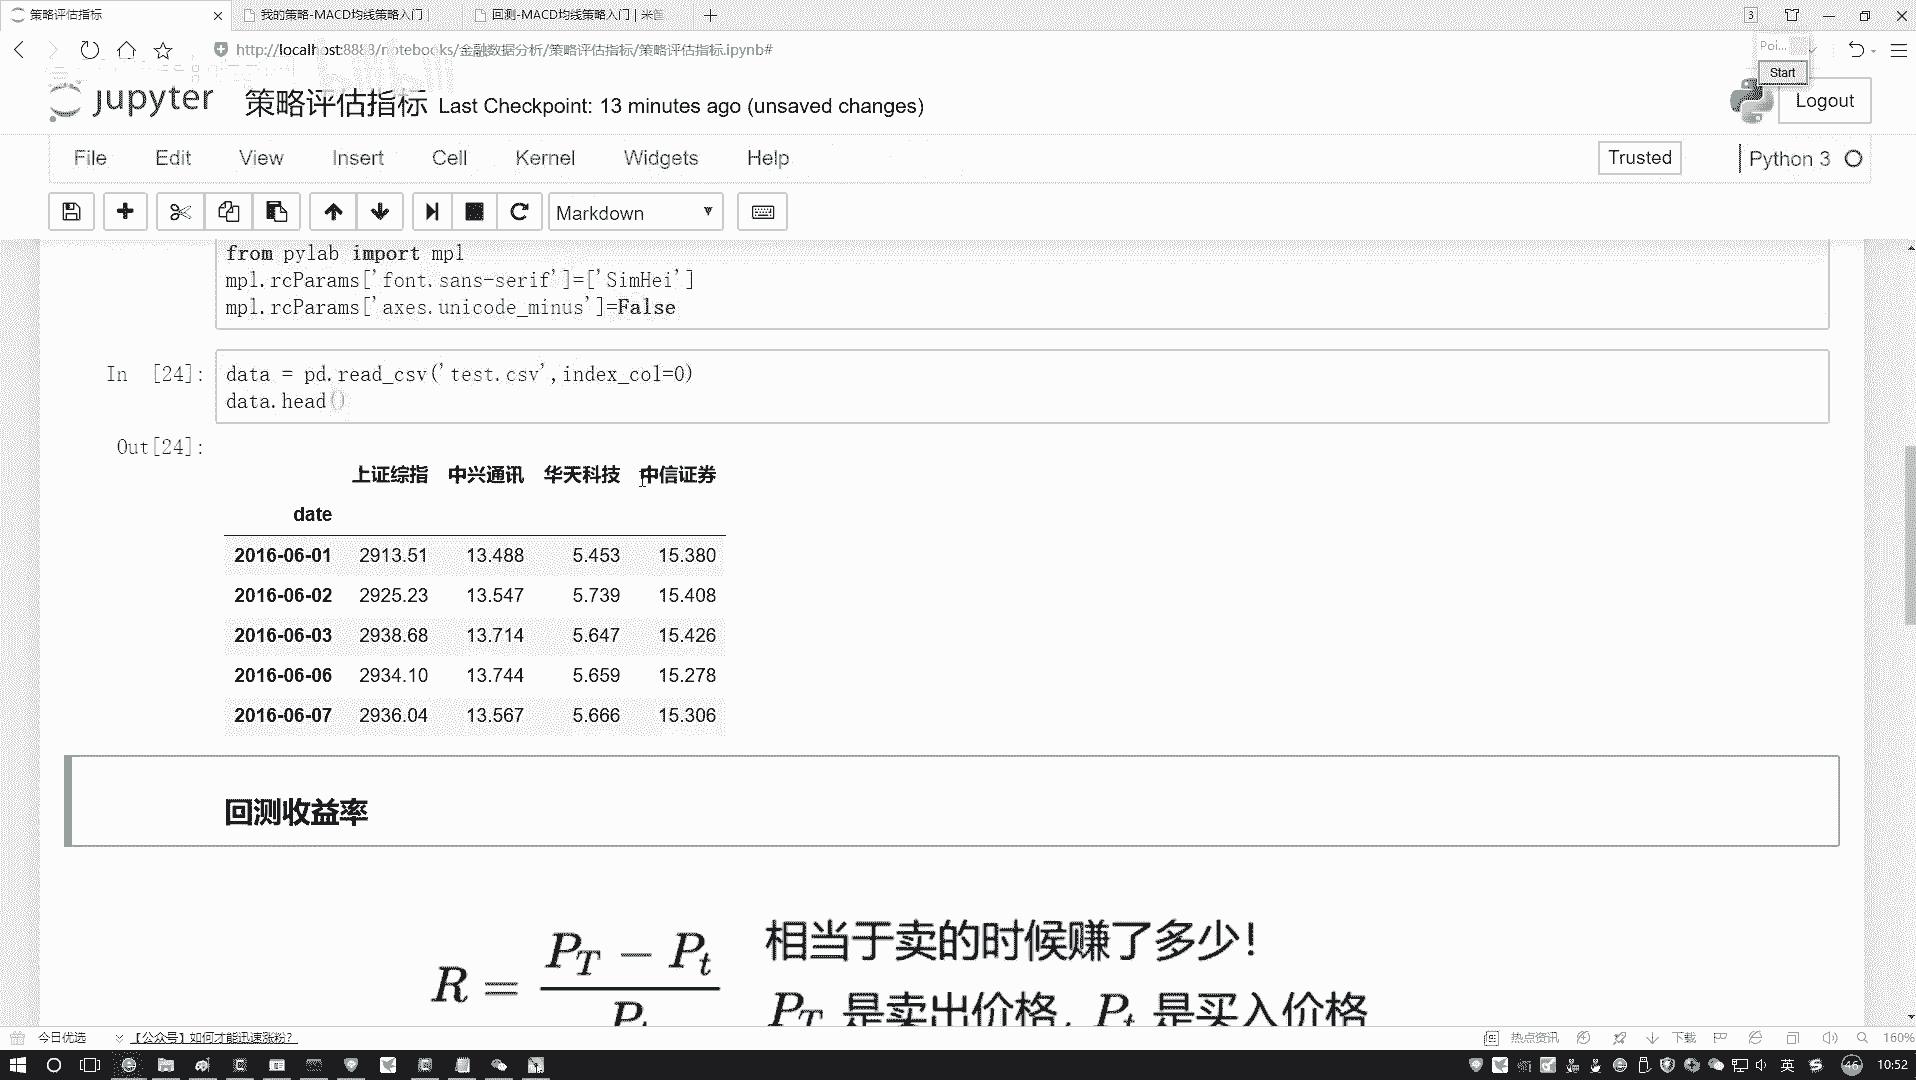 策略评估指标
我的策略-MACD均线策略入门
回测-MACD均线策略入门 | 米筐
3
http://localhost:8888/notebooks/金融数据分析/策略评估指标/策略评估指标.ipynb#
Poi...
Start
jupyter 策略评估指标 Last Checkpoint: 13 minutes ago (unsaved changes)
Logout
File Edit View Insert Cell Kernel Widgets Help
Trusted Python 3
Markdown
from pylab import mpl
mpl.rcParams['font.sans-serif']=['SimHei']
mpl.rcParams['axes.unicode_minus']=False
In [24]: data = pd.read_csv('test.csv',index_col=0)
data.head()
Out[24]:
上证综指 中兴通讯 华天科技 中信证券
date
2016-06-01 2913.51 13.488 5.453 15.380
2016-06-02 2925.23 13.547 5.739 15.408
2016-06-03 2938.68 13.714 5.647 15.426
2016-06-06 2934.10 13.744 5.659 15.278
2016-06-07 2936.04 13.567 5.666 15.306
回测收益率
R = (P_T − P_t) / P_t
相当于卖的时候赚了多少!
P_T 是卖出价格, P_t 是买入价格
今日优选 【公众号】如何才能迅速涨粉? 热点资讯 下载 160%
英 46 10:52